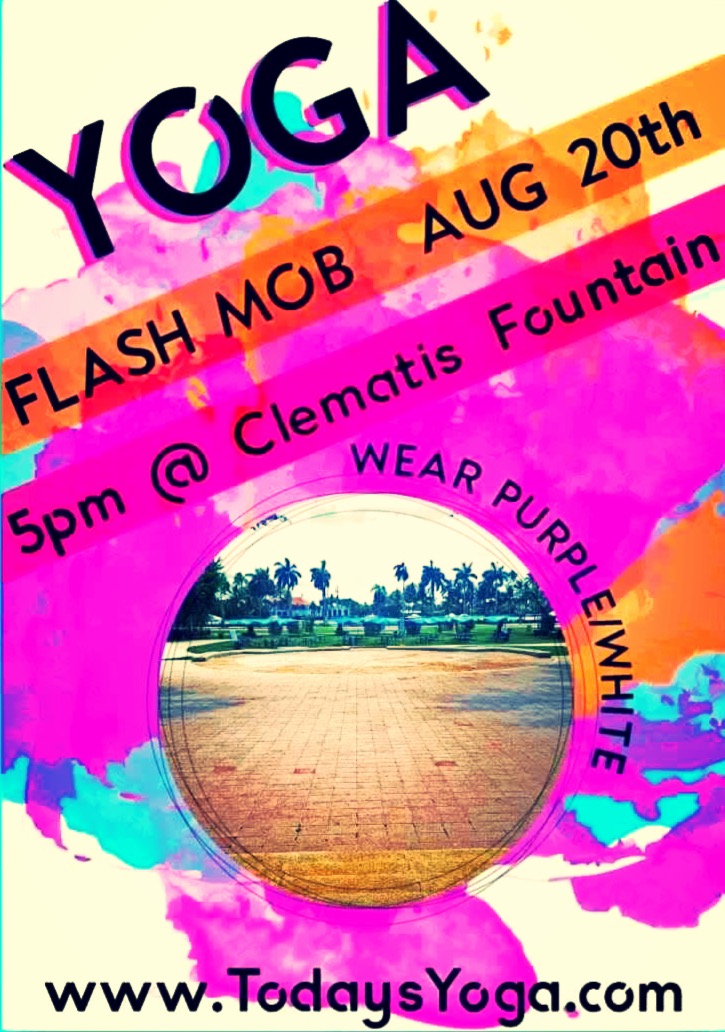 YOGA
FLASH MOB AUG 20th
5pm @ Clematis Fountain
WEAR PURPLE/WHITE
www.TodaysYoga.com